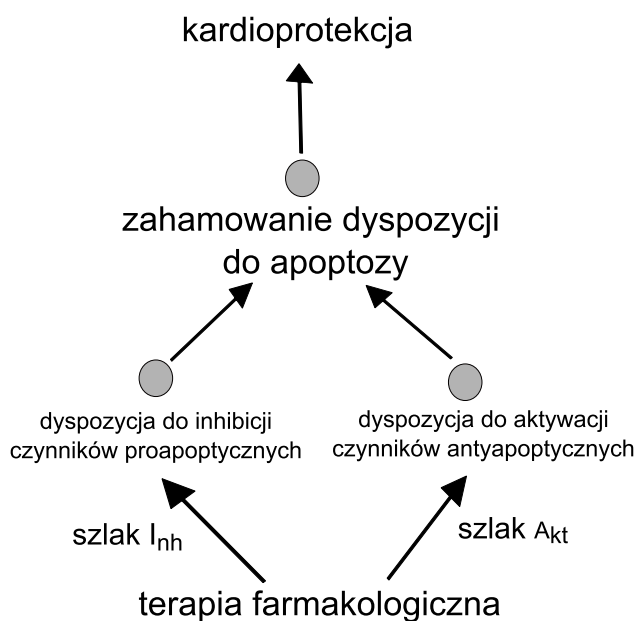 kardioprotekcja
zahamowanie dyspozycji
do apoptozy
dyspozycja do inhibicji
czynników proapoptycznych
dyspozycja do aktywacji
czynników antyapoptycznych
szlak Inh
szlak Akt
terapia farmakologiczna